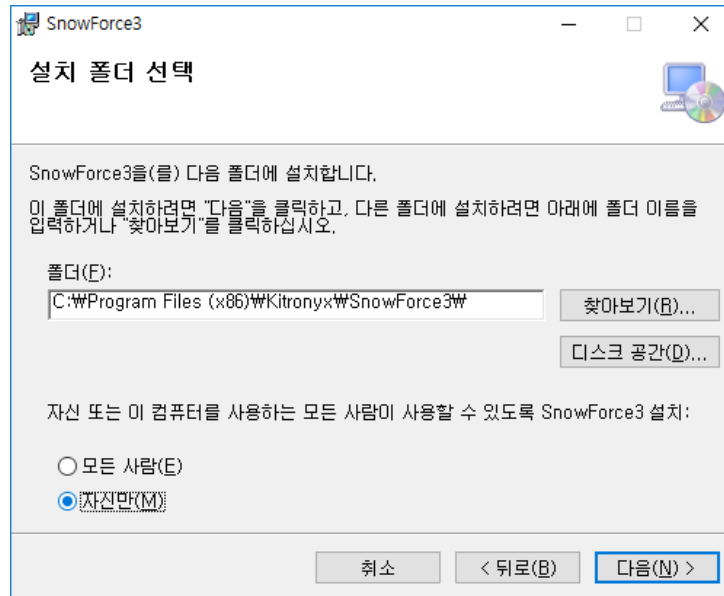 SnowForce3
설치 폴더 선택
SnowForce3을(를) 다음 폴더에 설치합니다.
이 폴더에 설치하려면 "다음"을 클릭하고, 다른 폴더에 설치하려면 아래에 폴더 이름을
입력하거나 "찾아보기"를 클릭하십시오.
폴더(F):
C:₩Program Files (x86)₩Kitronyx₩SnowForce3₩
찾아보기(R)...
디스크 공간(D)...
자신 또는 이 컴퓨터를 사용하는 모든 사람이 사용할 수 있도록 SnowForce3 설치:
모든 사람(E)
자신만(M)
취소
< 뒤로(B)
다음(N) >